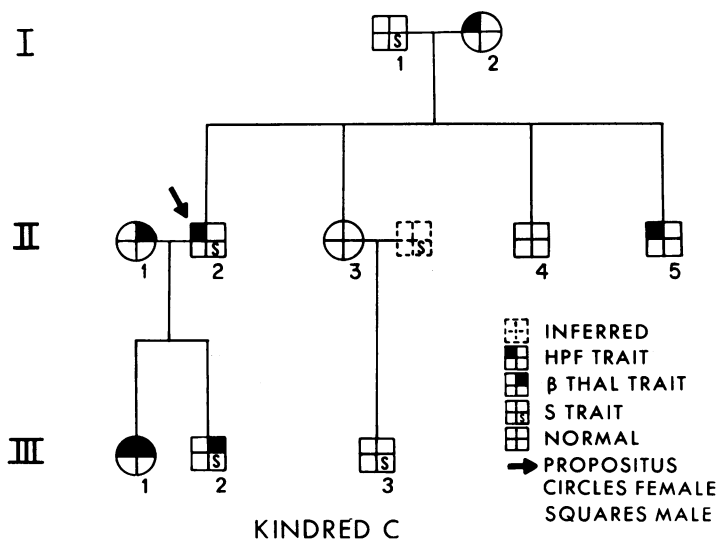 I
S
1
2
II
S
S
1
2
3
4
5
INFERRED
HPF TRAIT
β THAL TRAIT
S
S TRAIT
NORMAL
PROPOSITUS
CIRCLES FEMALE
SQUARES MALE
III
S
S
1
2
3
KINDRED C